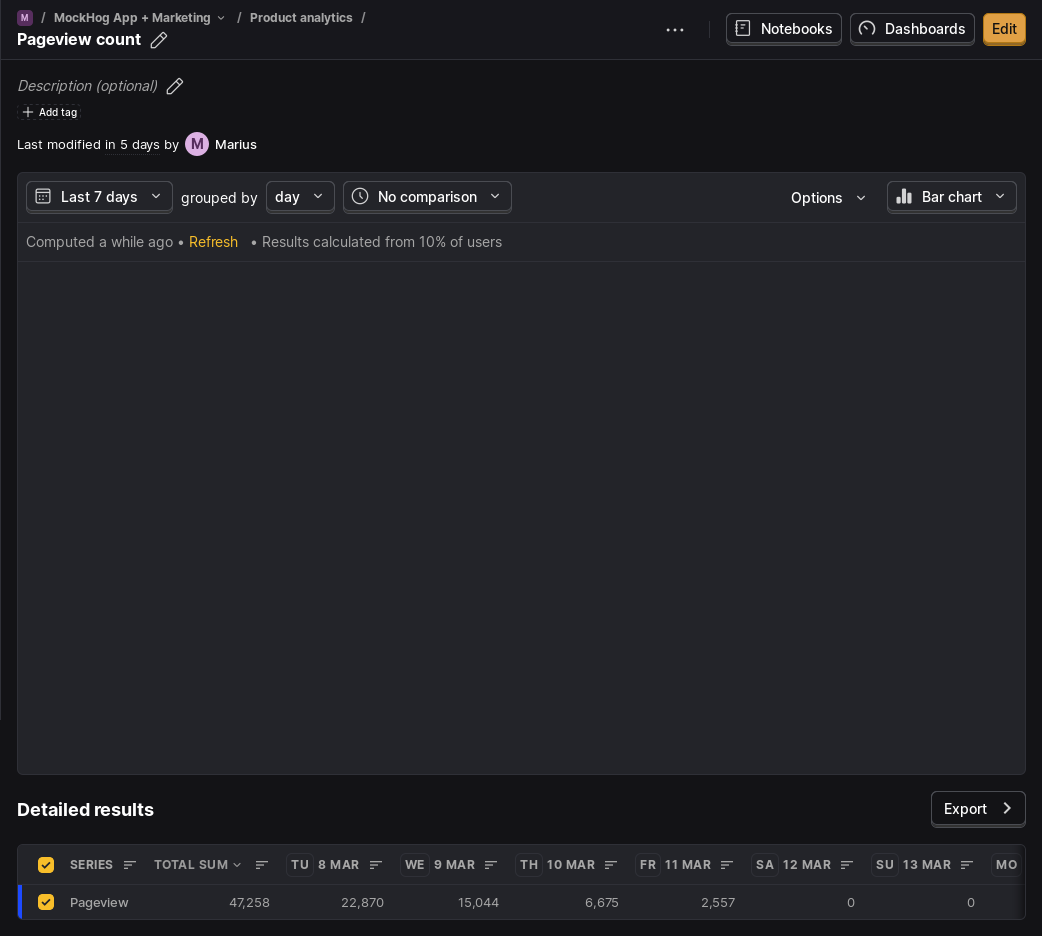 M / MockHog App + Marketing / Product analytics /
Pageview count
Notebooks
Dashboards
Edit
Description (optional)
Add tag
Last modified in 5 days by M Marius
Last 7 days grouped by day No comparison Options Bar chart
Computed a while ago • Refresh • Results calculated from 10% of users
Detailed results
Export
SERIES TOTAL SUM TU 8 MAR WE 9 MAR TH 10 MAR FR 11 MAR SA 12 MAR SU 13 MAR MO
Pageview 47,258 22,870 15,044 6,675 2,557 0 0